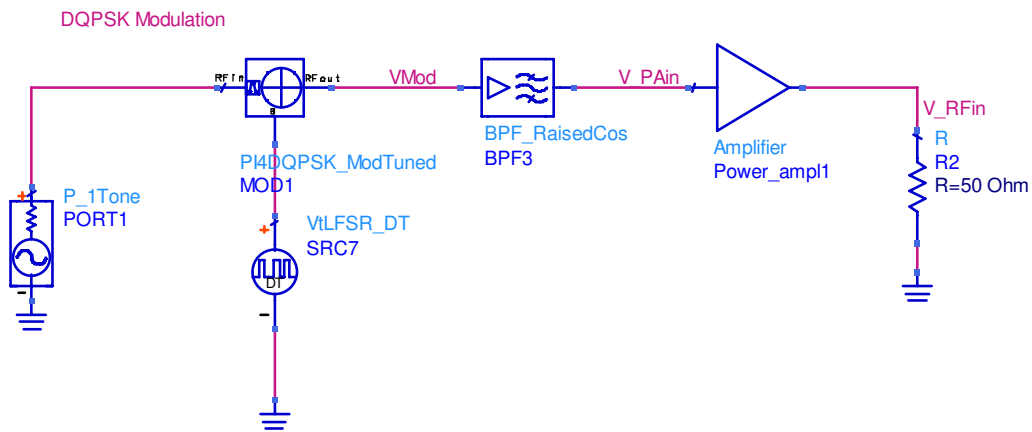 DQPSK Modulation
RFin
RFout
B
VMod
V_PAin
V_RFin
BPF_RaisedCos
BPF3
Amplifier
Power_ampl1
R
R2
R=50 Ohm
PI4DQPSK_ModTuned
MOD1
P_1Tone
PORT1
VtLFSR_DT
SRC7
DT